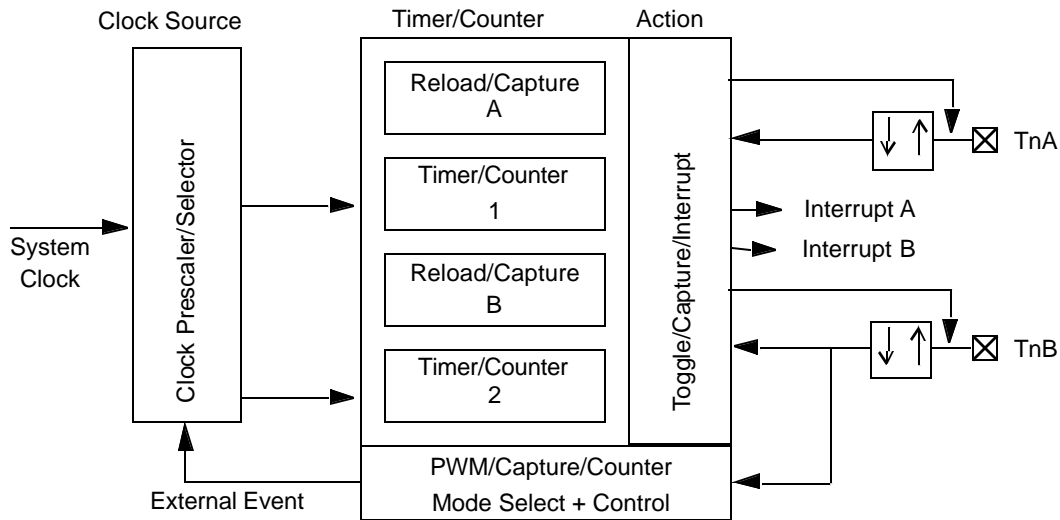 Clock Source
Timer/Counter
Action
Clock Prescaler/Selector
Reload/Capture
A
Timer/Counter
1
Reload/Capture
B
Timer/Counter
2
Toggle/Capture/Interrupt
TnA
Interrupt A
Interrupt B
TnB
System
Clock
External Event
PWM/Capture/Counter
Mode Select + Control